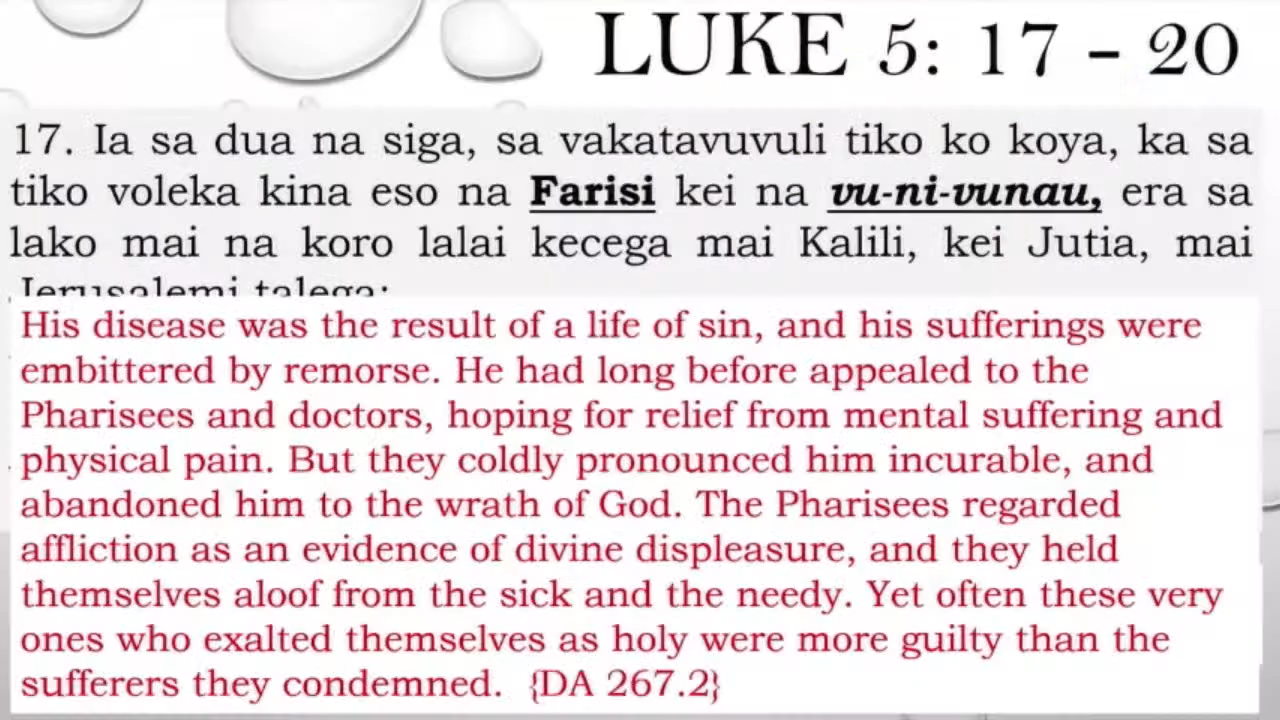 LUKE 5: 17 – 20
17. Ia sa dua na siga, sa vakatavuvuli tiko ko koya, ka sa
tiko voleka kina eso na Farisi kei na vu-ni-vunau, era sa
lako mai na koro lalai kecega mai Kalili, kei Jutia, mai
Jerusalemi talega:
His disease was the result of a life of sin, and his sufferings were
embittered by remorse. He had long before appealed to the
Pharisees and doctors, hoping for relief from mental suffering and
physical pain. But they coldly pronounced him incurable, and
abandoned him to the wrath of God. The Pharisees regarded
affliction as an evidence of divine displeasure, and they held
themselves aloof from the sick and the needy. Yet often these very
ones who exalted themselves as holy were more guilty than the
sufferers they condemned. {DA 267.2}